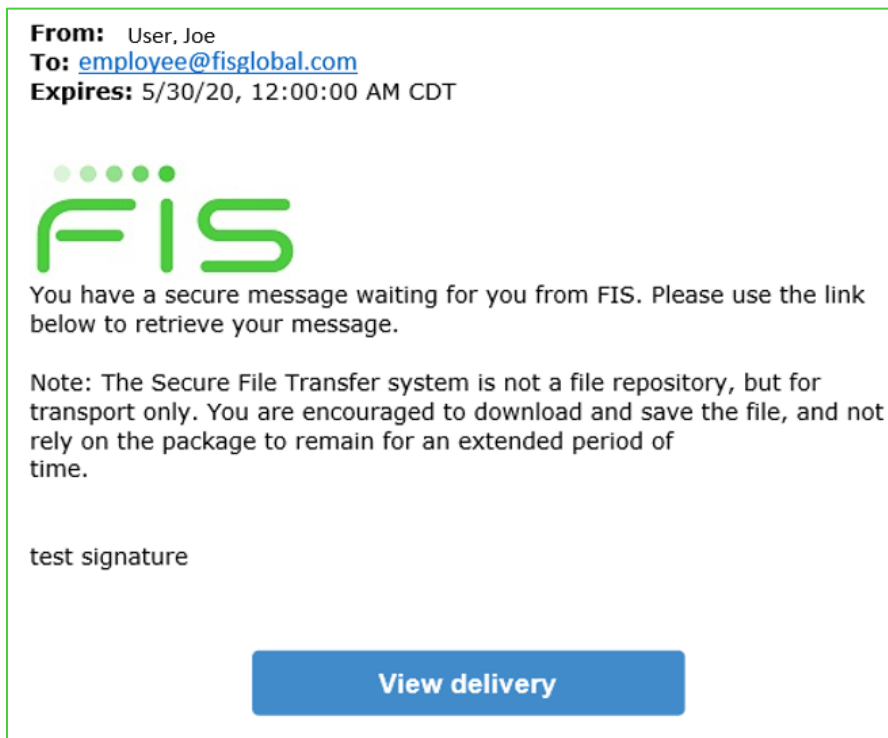 From: User, Joe
To: employee@fisglobal.com
Expires: 5/30/20, 12:00:00 AM CDT
FIS
You have a secure message waiting for you from FIS. Please use the link
below to retrieve your message.
Note: The Secure File Transfer system is not a file repository, but for
transport only. You are encouraged to download and save the file, and not
rely on the package to remain for an extended period of
time.
test signature
View delivery